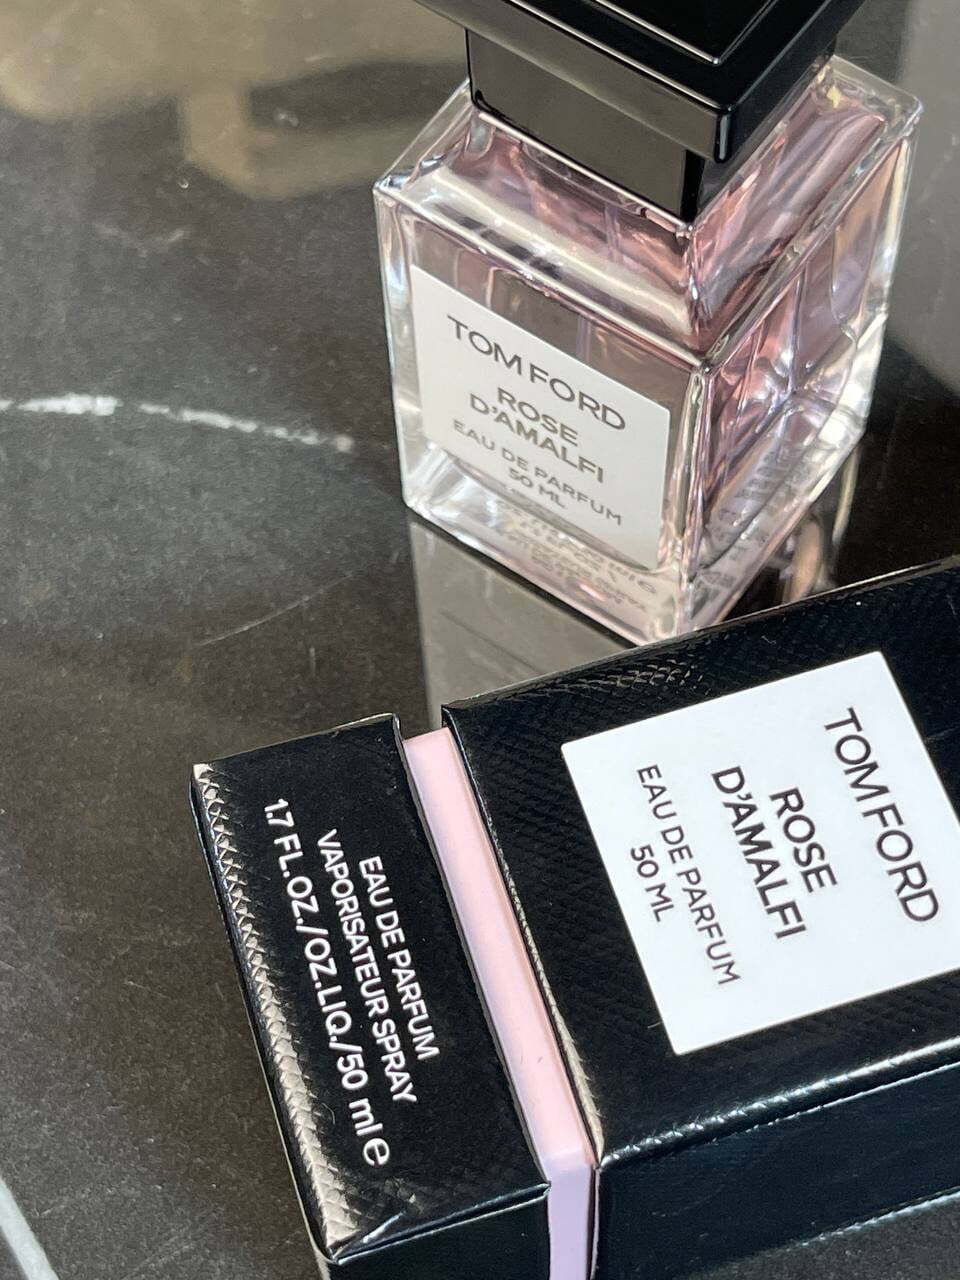 TOM FORD
ROSE
D'AMALFI
EAU DE PARFUM
50 ML
TOM FORD
ROSE
D'AMALFI
EAU DE PARFUM
50 ML
EAU DE PARFUM
VAPORISATEUR SPRAY
1.7 FL.OZ./OZ.LIQ./50 ml ℮